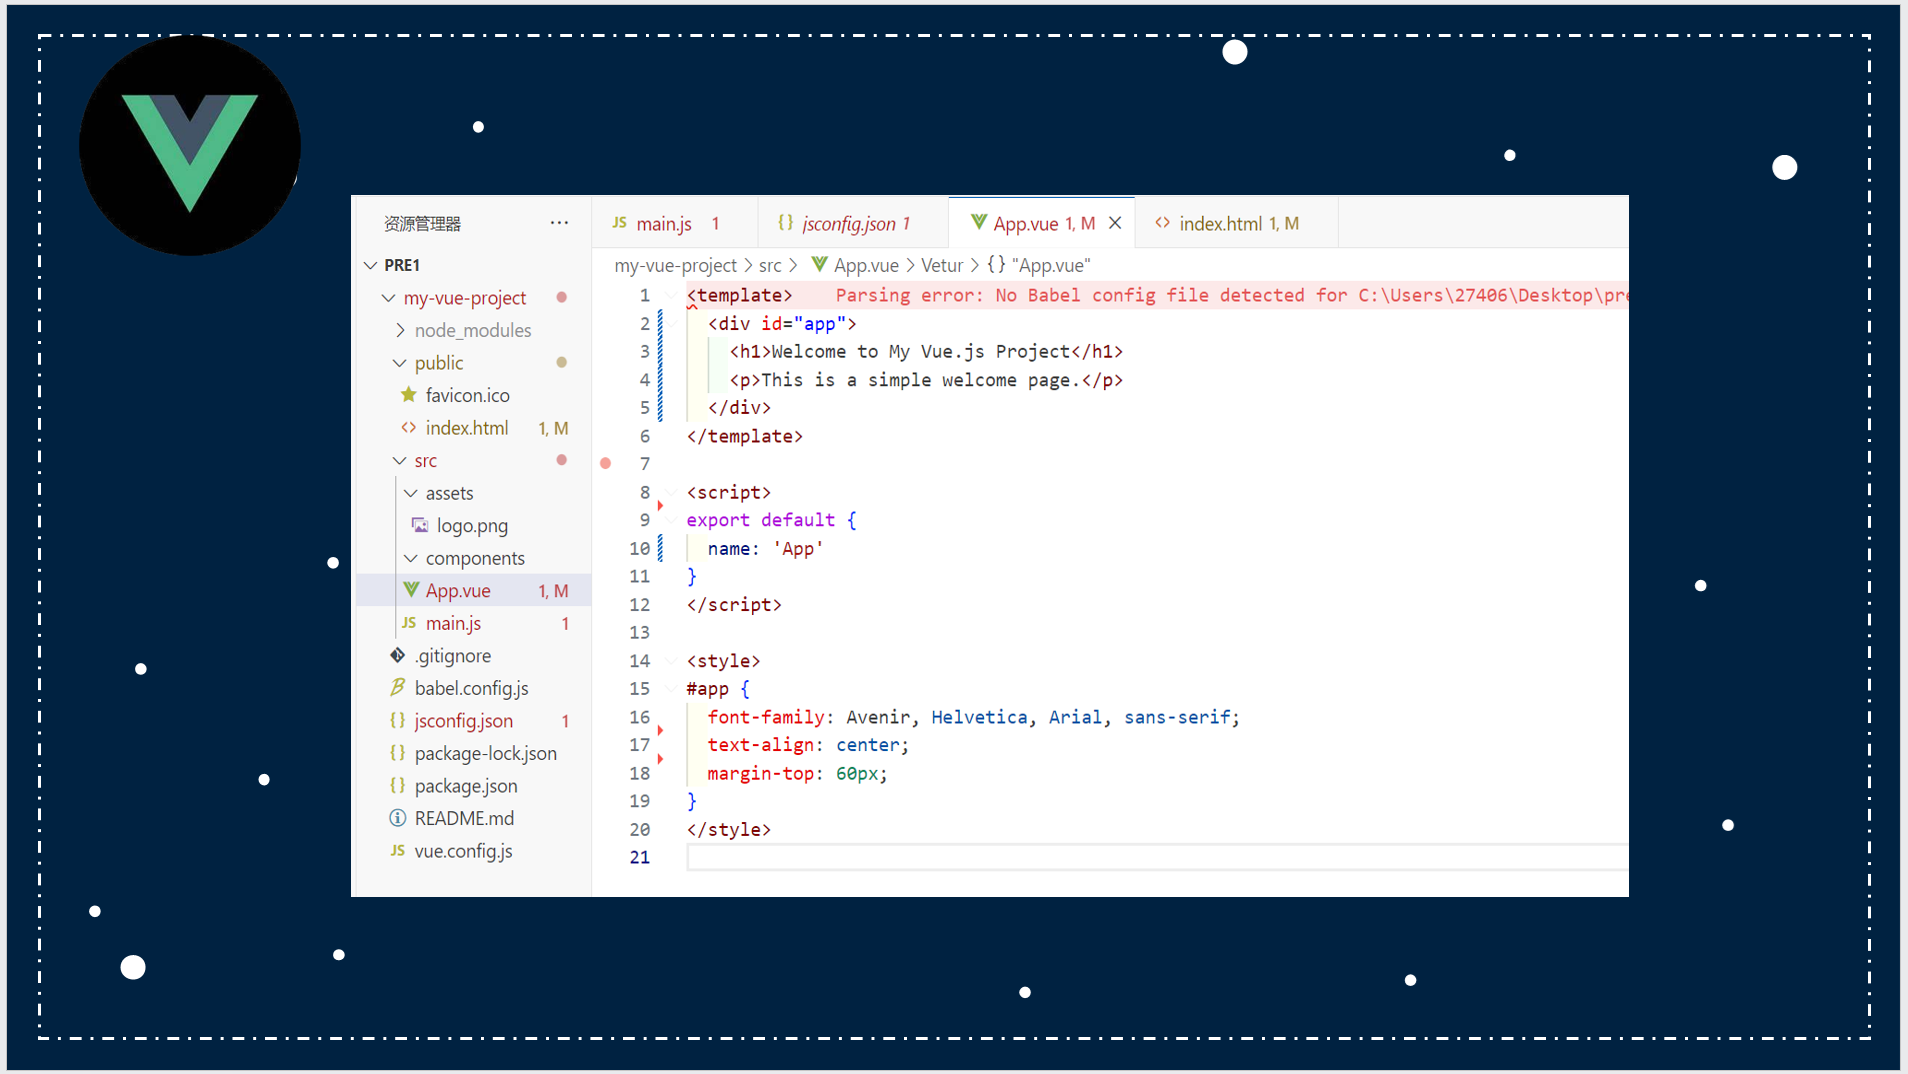 资源管理器 ···
PRE1
my-vue-project
node_modules
public
favicon.ico
index.html 1, M
src
assets
logo.png
components
App.vue 1, M
JS main.js 1
.gitignore
babel.config.js
{} jsconfig.json 1
{} package-lock.json
{} package.json
README.md
JS vue.config.js
JS main.js 1 {} jsconfig.json 1 App.vue 1, M × <> index.html 1, M
my-vue-project > src > App.vue > Vetur > {} "App.vue"
1 <template> Parsing error: No Babel config file detected for C:\Users\27406\Desktop\pre
2 <div id="app">
3 <h1>Welcome to My Vue.js Project</h1>
4 <p>This is a simple welcome page.</p>
5 </div>
6 </template>
7
8 <script>
9 export default {
10 name: 'App'
11 }
12 </script>
13
14 <style>
15 #app {
16 font-family: Avenir, Helvetica, Arial, sans-serif;
17 text-align: center;
18 margin-top: 60px;
19 }
20 </style>
21